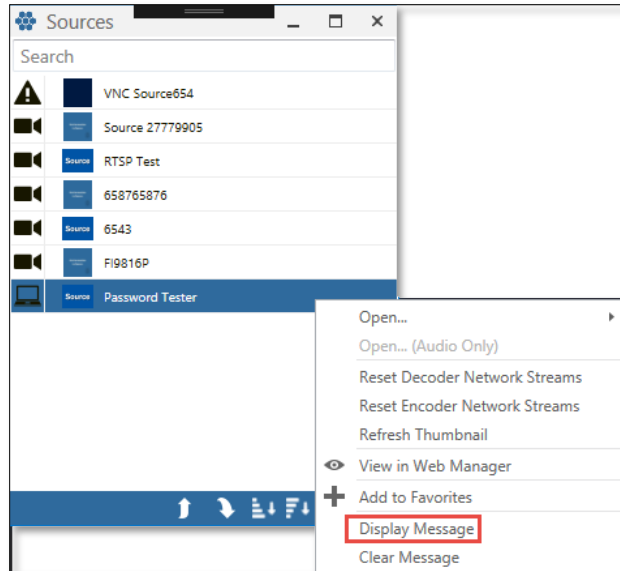 Sources
Search
VNC Source654
Source 27779905
Source RTSP Test
658765876
Source 6543
FI9816P
Source Password Tester
Open...
Open... (Audio Only)
Reset Decoder Network Streams
Reset Encoder Network Streams
Refresh Thumbnail
View in Web Manager
Add to Favorites
Display Message
Clear Message